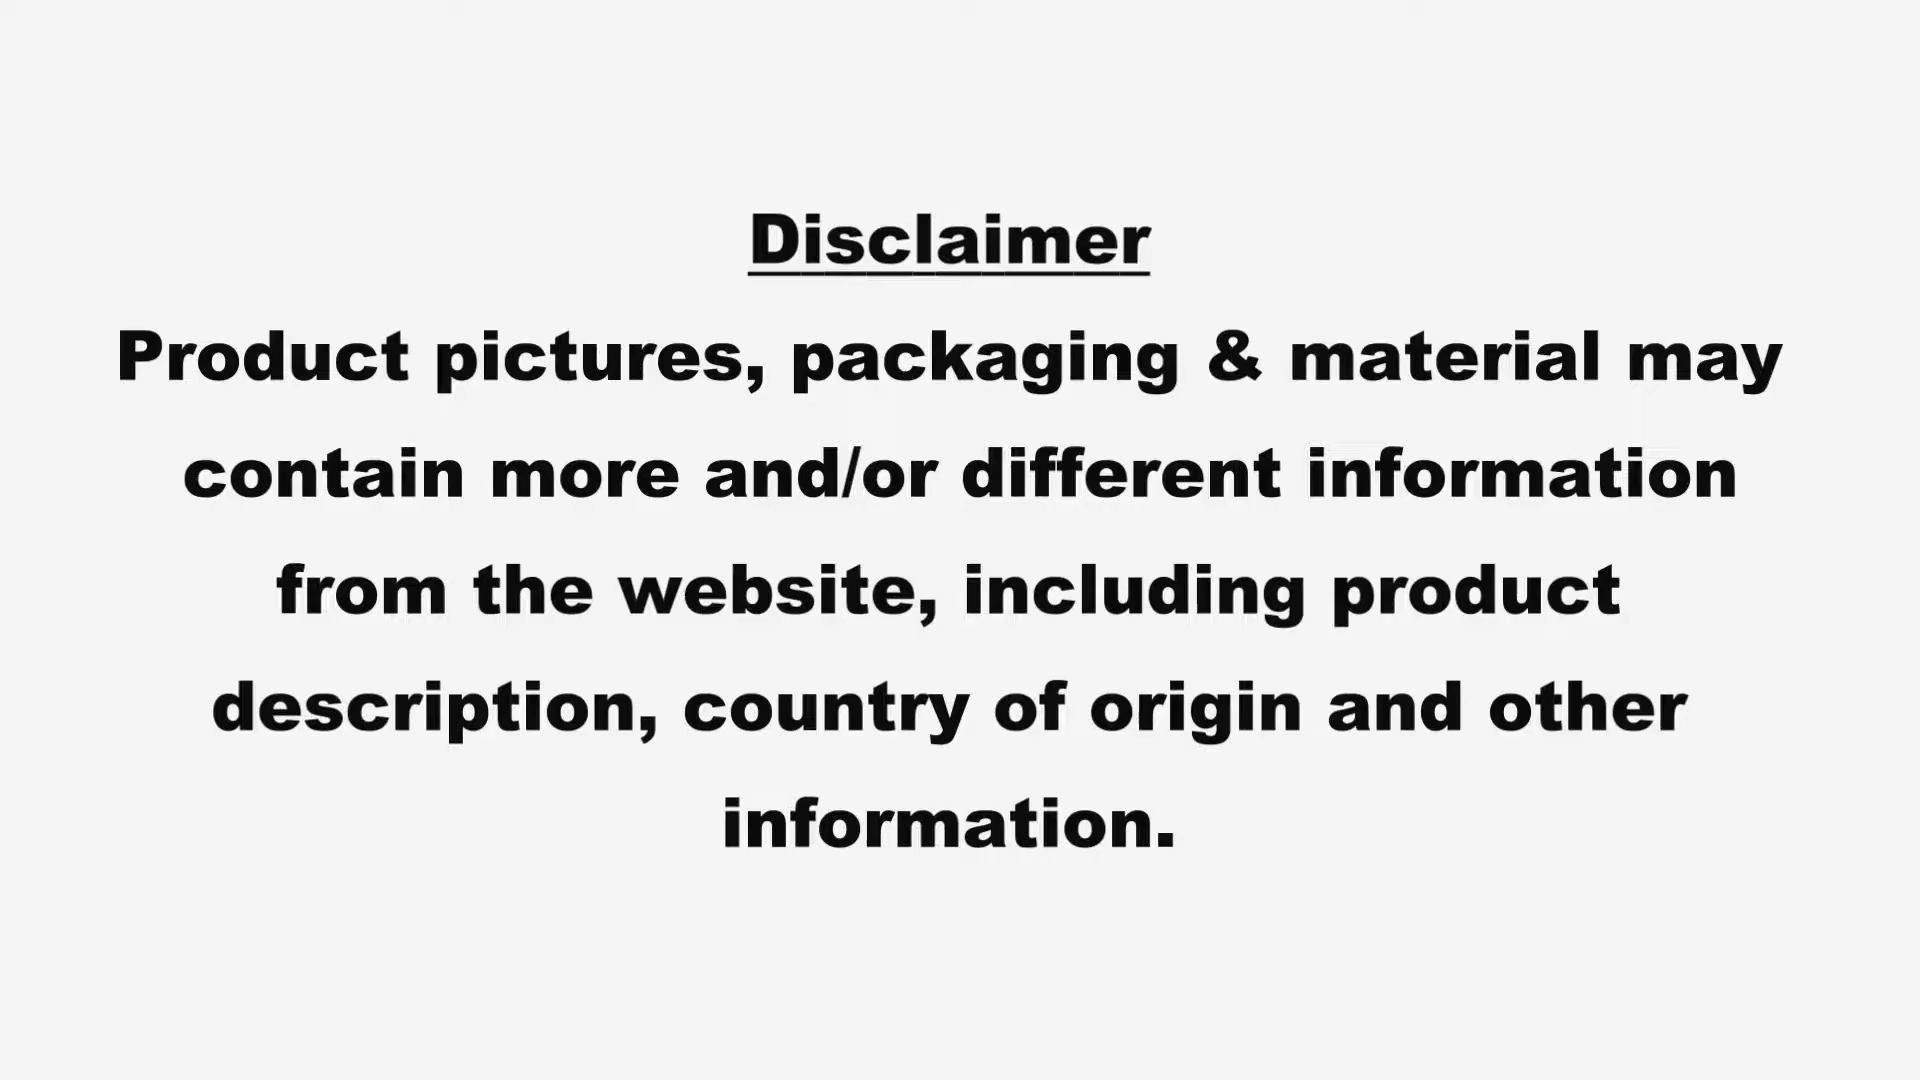 Disclaimer
Product pictures, packaging & material may
contain more and/or different information
from the website, including product
description, country of origin and other
information.